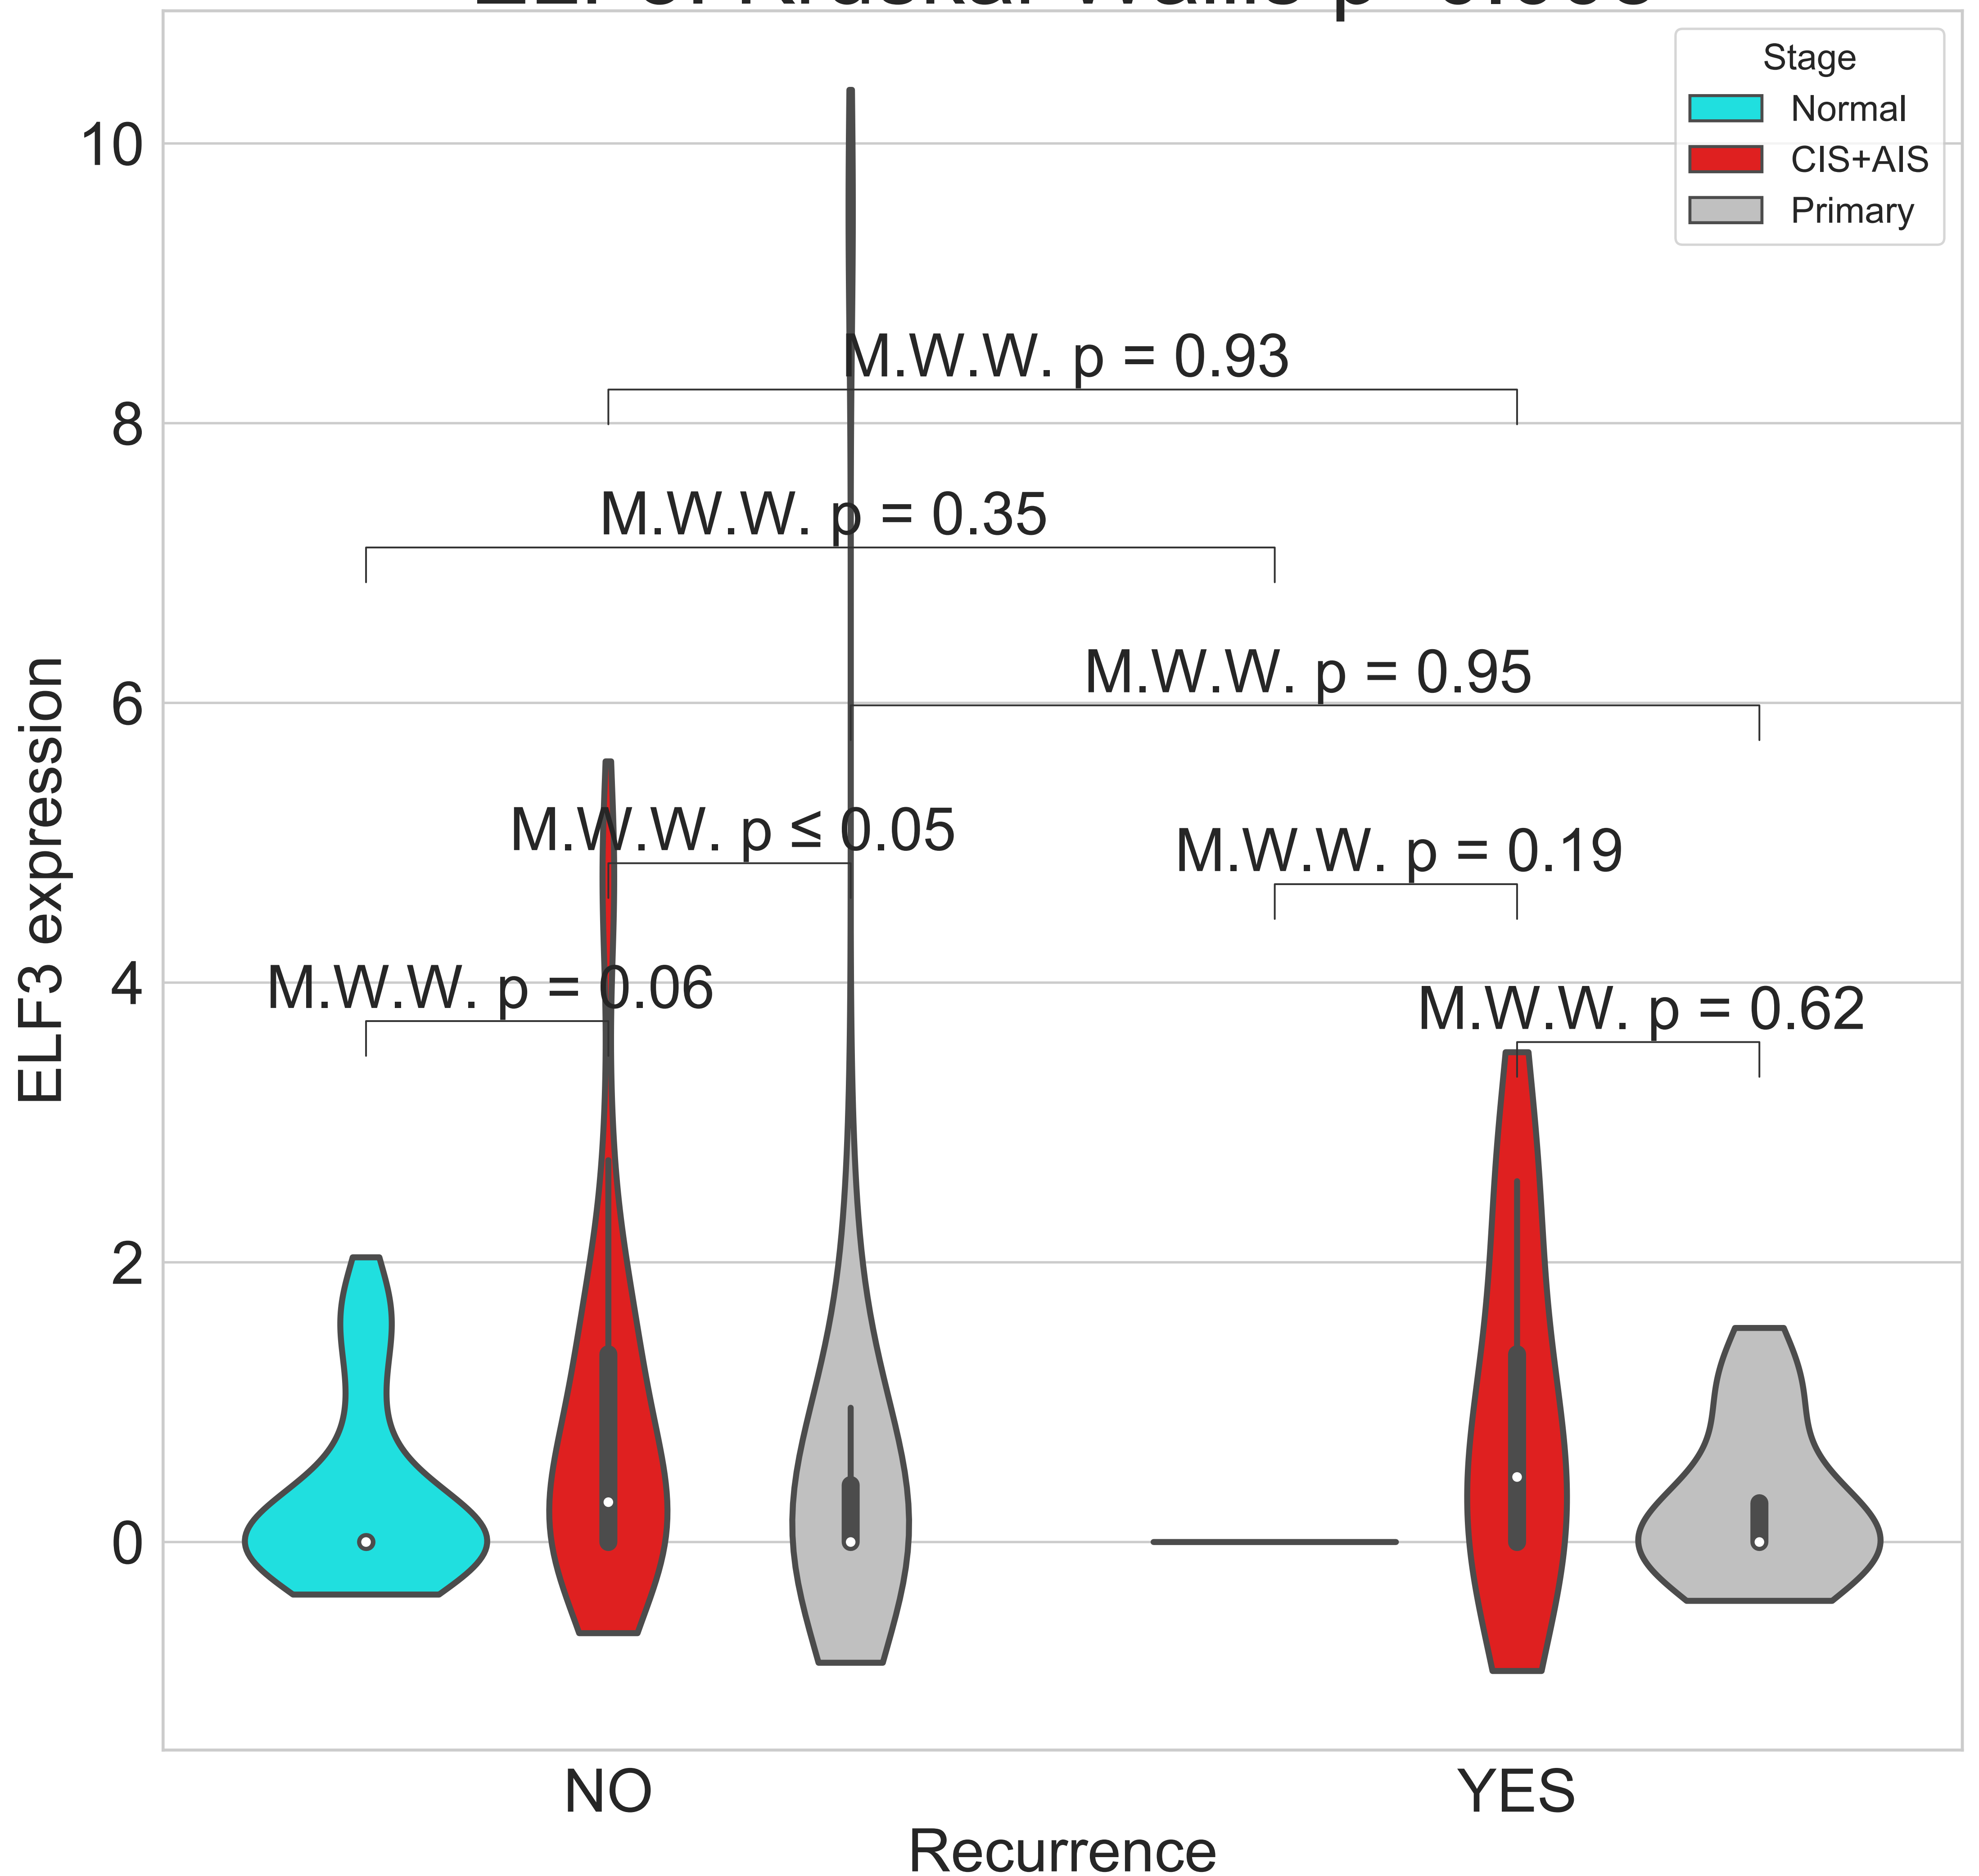 Stage
Normal
CIS+AIS
Primary
10
8
6
4
2
0
ELF3 expression
M.W.W. p = 0.93
M.W.W. p = 0.35
M.W.W. p = 0.95
M.W.W. p ≤ 0.05
M.W.W. p = 0.19
M.W.W. p = 0.06
M.W.W. p = 0.62
NO
YES
Recurrence